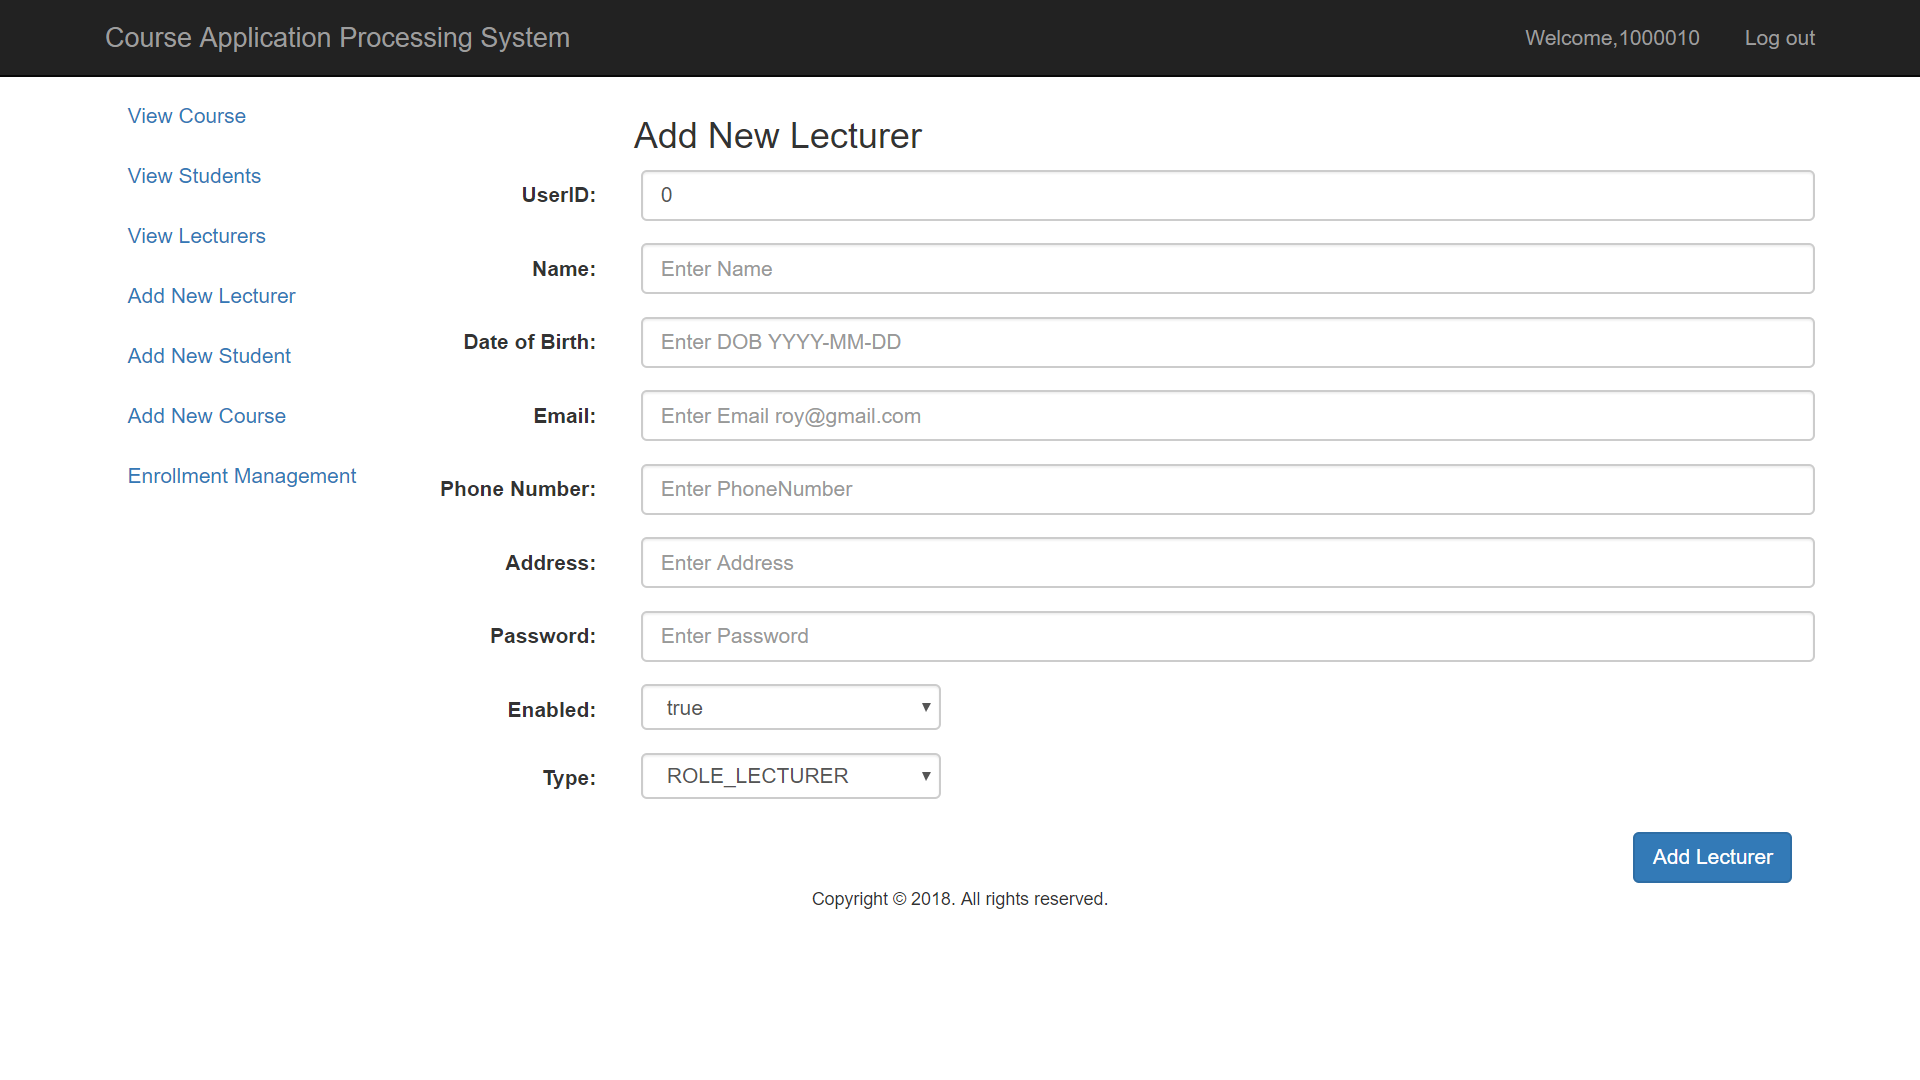 Course Application Processing System
Welcome,1000010
Log out
View Course
View Students
View Lecturers
Add New Lecturer
Add New Student
Add New Course
Enrollment Management
Add New Lecturer
UserID: 0
Name: Enter Name
Date of Birth: Enter DOB YYYY-MM-DD
Email: Enter Email roy@gmail.com
Phone Number: Enter PhoneNumber
Address: Enter Address
Password: Enter Password
Enabled: true
Type: ROLE_LECTURER
Add Lecturer
Copyright © 2018. All rights reserved.